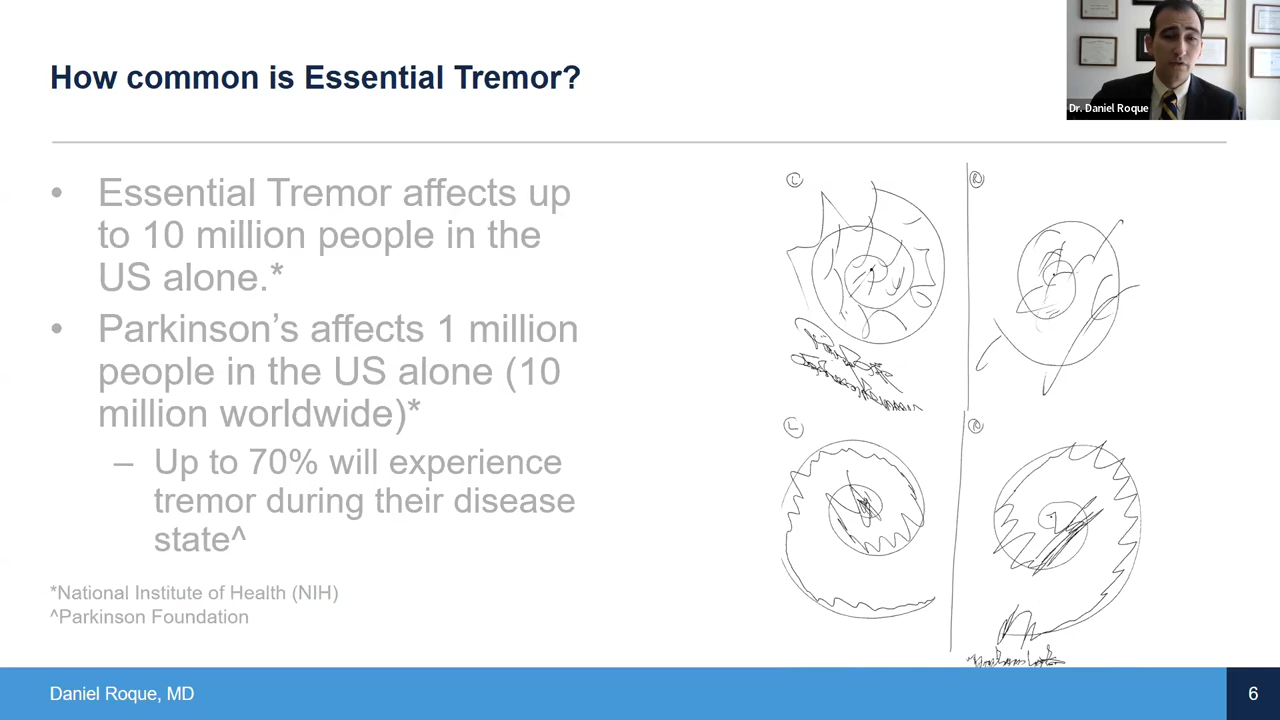 How common is Essential Tremor?
Dr. Daniel Roque
• Essential Tremor affects up
to 10 million people in the
US alone.*
• Parkinson’s affects 1 million
people in the US alone (10
million worldwide)*
– Up to 70% will experience
tremor during their disease
state^
*National Institute of Health (NIH)
^Parkinson Foundation
L
R
L
R
Daniel Roque, MD
6